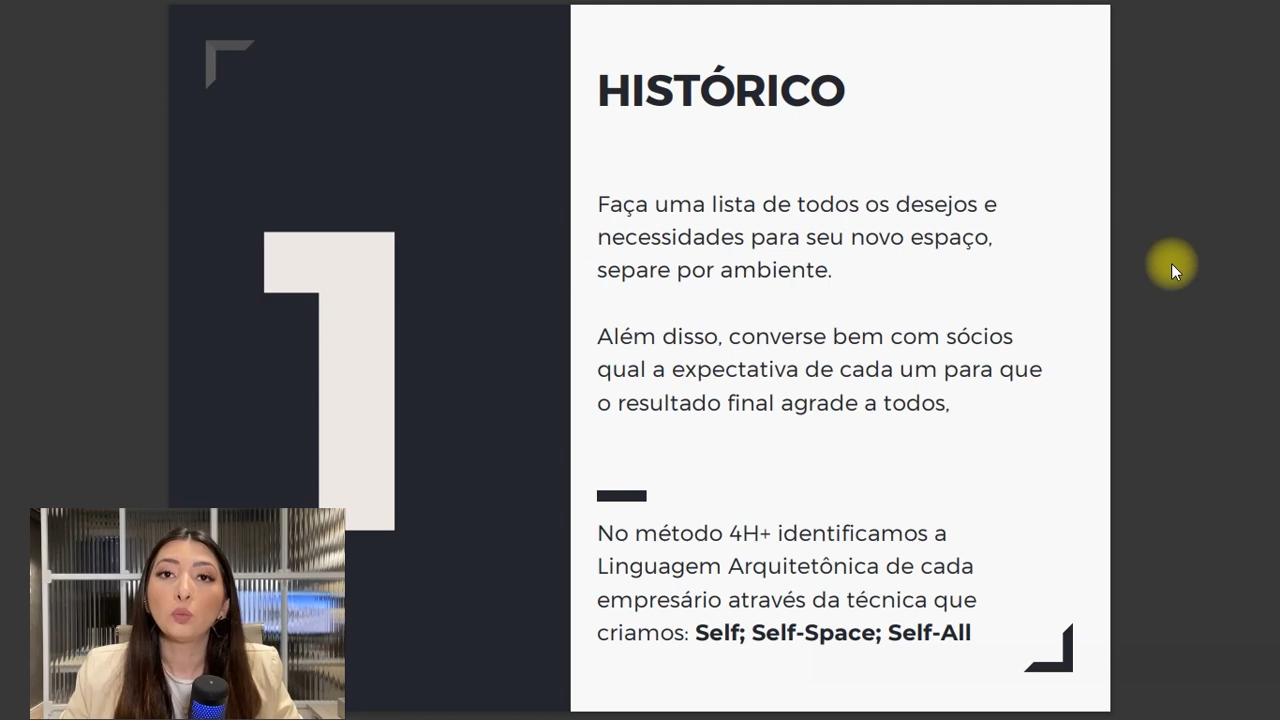 1
HISTÓRICO
Faça uma lista de todos os desejos e
necessidades para seu novo espaço,
separe por ambiente.
Além disso, converse bem com sócios
qual a expectativa de cada um para que
o resultado final agrade a todos,
No método 4H+ identificamos a
Linguagem Arquitetônica de cada
empresário através da técnica que
criamos: Self; Self-Space; Self-All